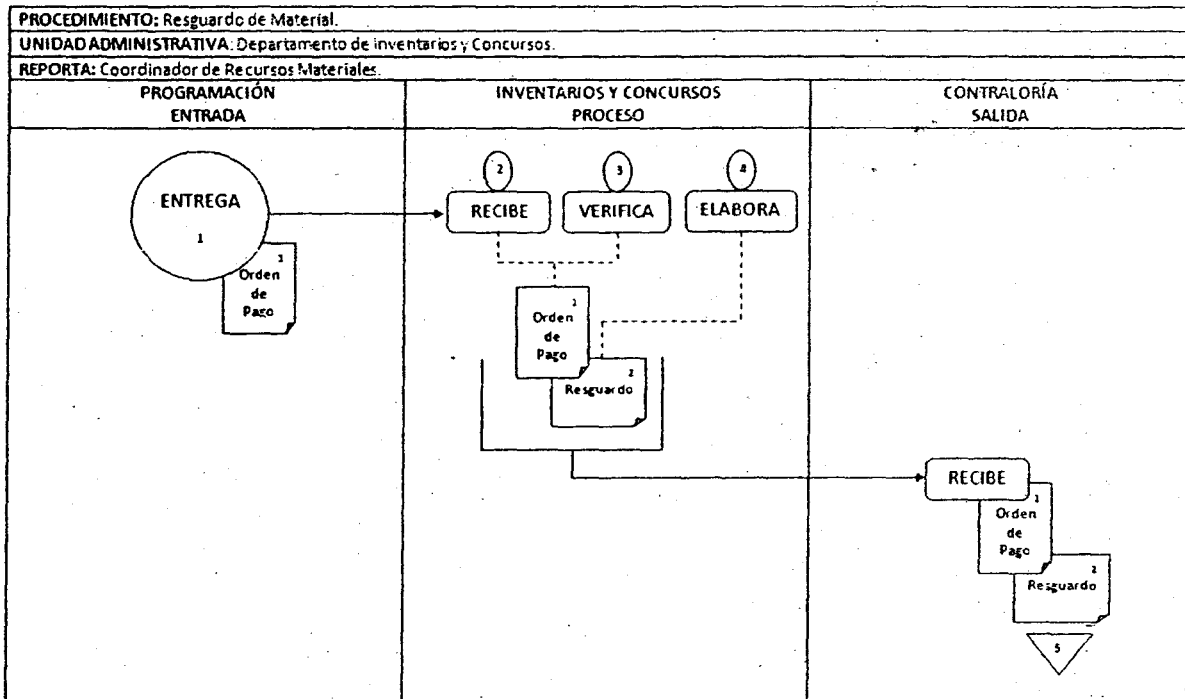 PROCEDIMIENTO: Resguardo de Material.
UNIDAD ADMINISTRATIVA: Departamento de inventarios y Concursos.
REPORTA: Coordinador de Recursos Materiales.
PROGRAMACIÓN
ENTRADA
INVENTARIOS Y CONCURSOS
PROCESO
CONTRALORÍA
SALIDA
ENTREGA
1
1
Orden
de
Pago
2
RECIBE
3
VERIFICA
4
ELABORA
1
Orden
de
Pago
2
Resguardo
RECIBE
1
Orden
de
Pago
2
Resguardo
5